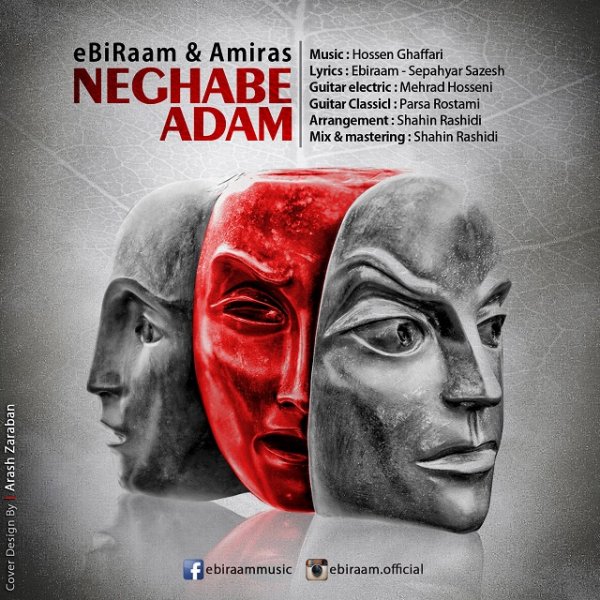 eBiRaam & Amiras
NEGHABE
ADAM
Music : Hossen Ghaffari
Lyrics : Ebiraam - Sepahyar Sazesh
Guitar electric : Mehrad Hosseni
Guitar Classicl : Parsa Rostami
Arrangement : Shahin Rashidi
Mix & mastering : Shahin Rashidi
Cover Design By | Arash Zaraban
f ebiraammusic
ebiraam.official